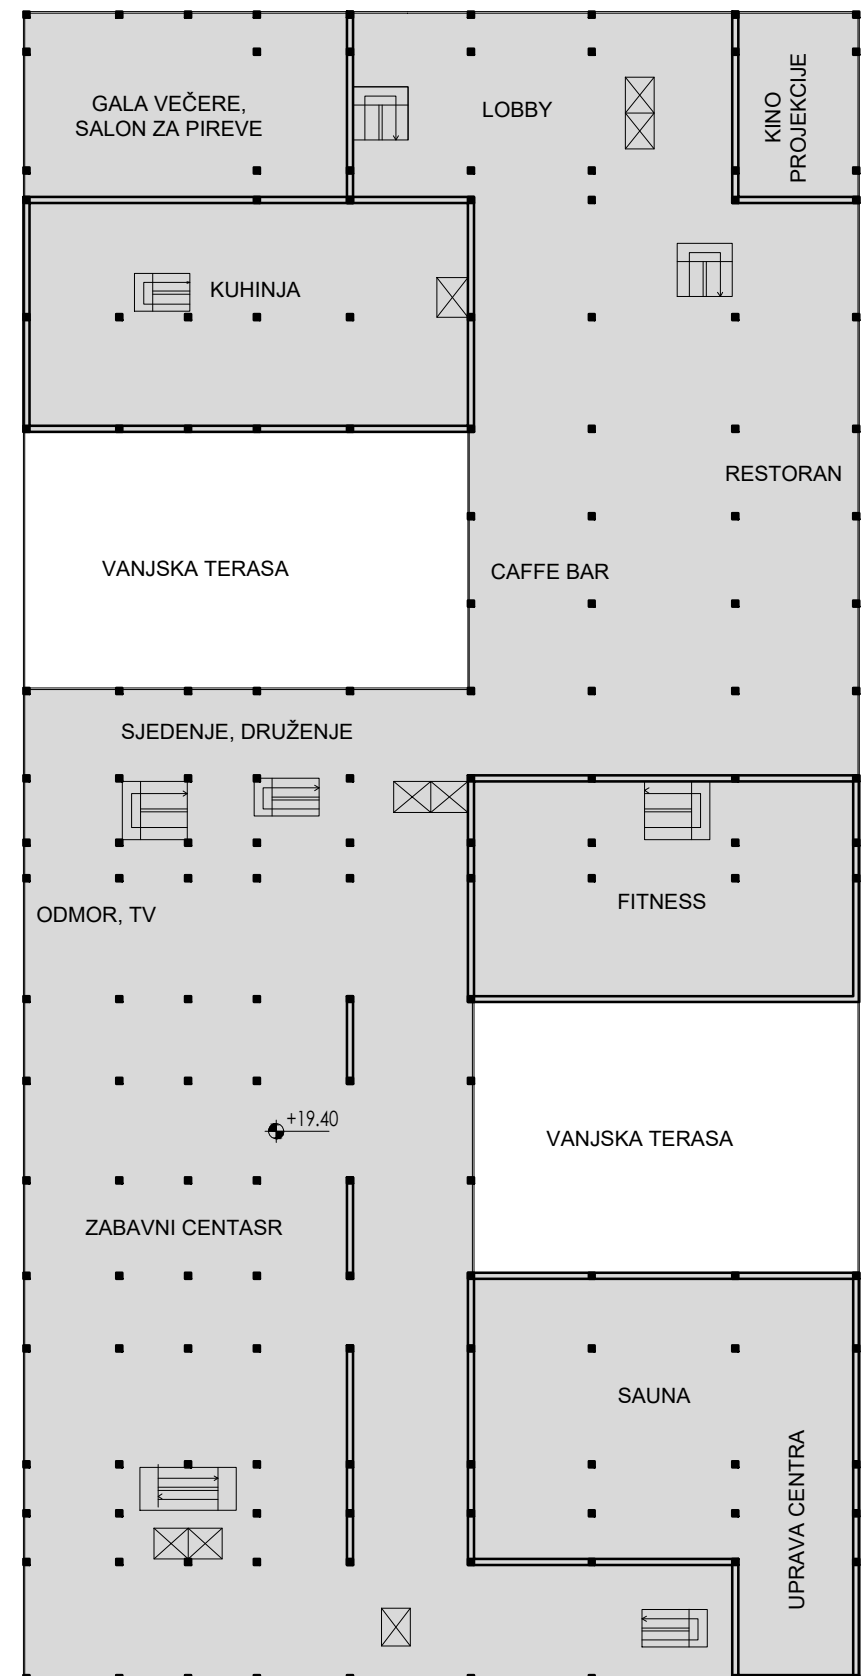 GALA VEČERE,
SALON ZA PIREVE
LOBBY
KINO
PROJEKCIJE
KUHINJA
RESTORAN
VANJSKA TERASA
CAFFE BAR
SJEDENJE, DRUŽENJE
FITNESS
ODMOR, TV
+19.40
VANJSKA TERASA
ZABAVNI CENTASR
SAUNA
UPRAVA CENTRA